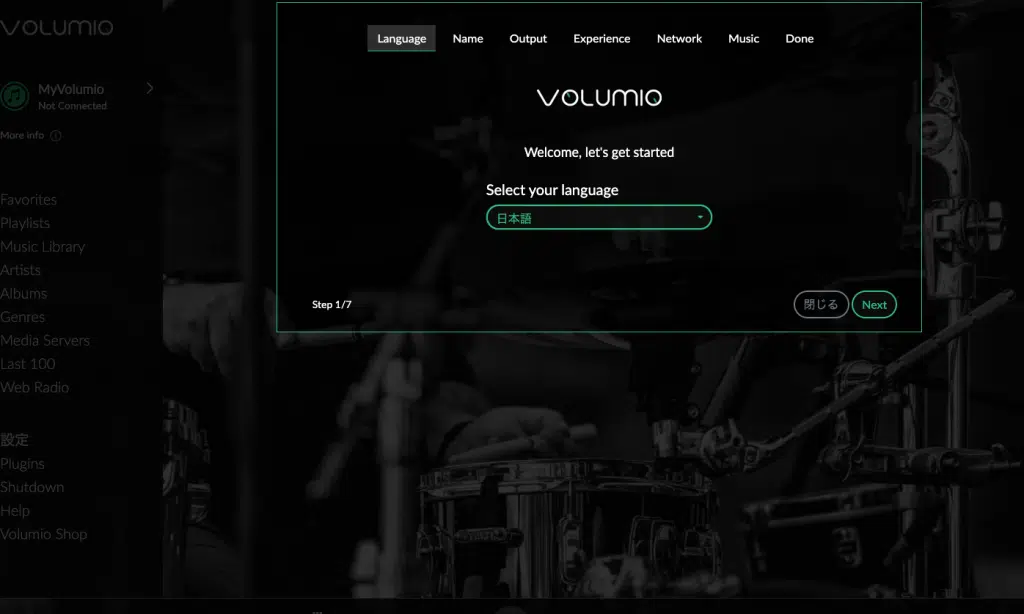 VOLUMIO
MyVolumio
Not Connected
More info
Favorites
Playlists
Music Library
Artists
Albums
Genres
Media Servers
Last 100
Web Radio
設定
Plugins
Shutdown
Help
Volumio Shop
Language Name Output Experience Network Music Done
VOLUMIO
Welcome, let's get started
Select your language
日本語
Step 1/7
閉じる Next